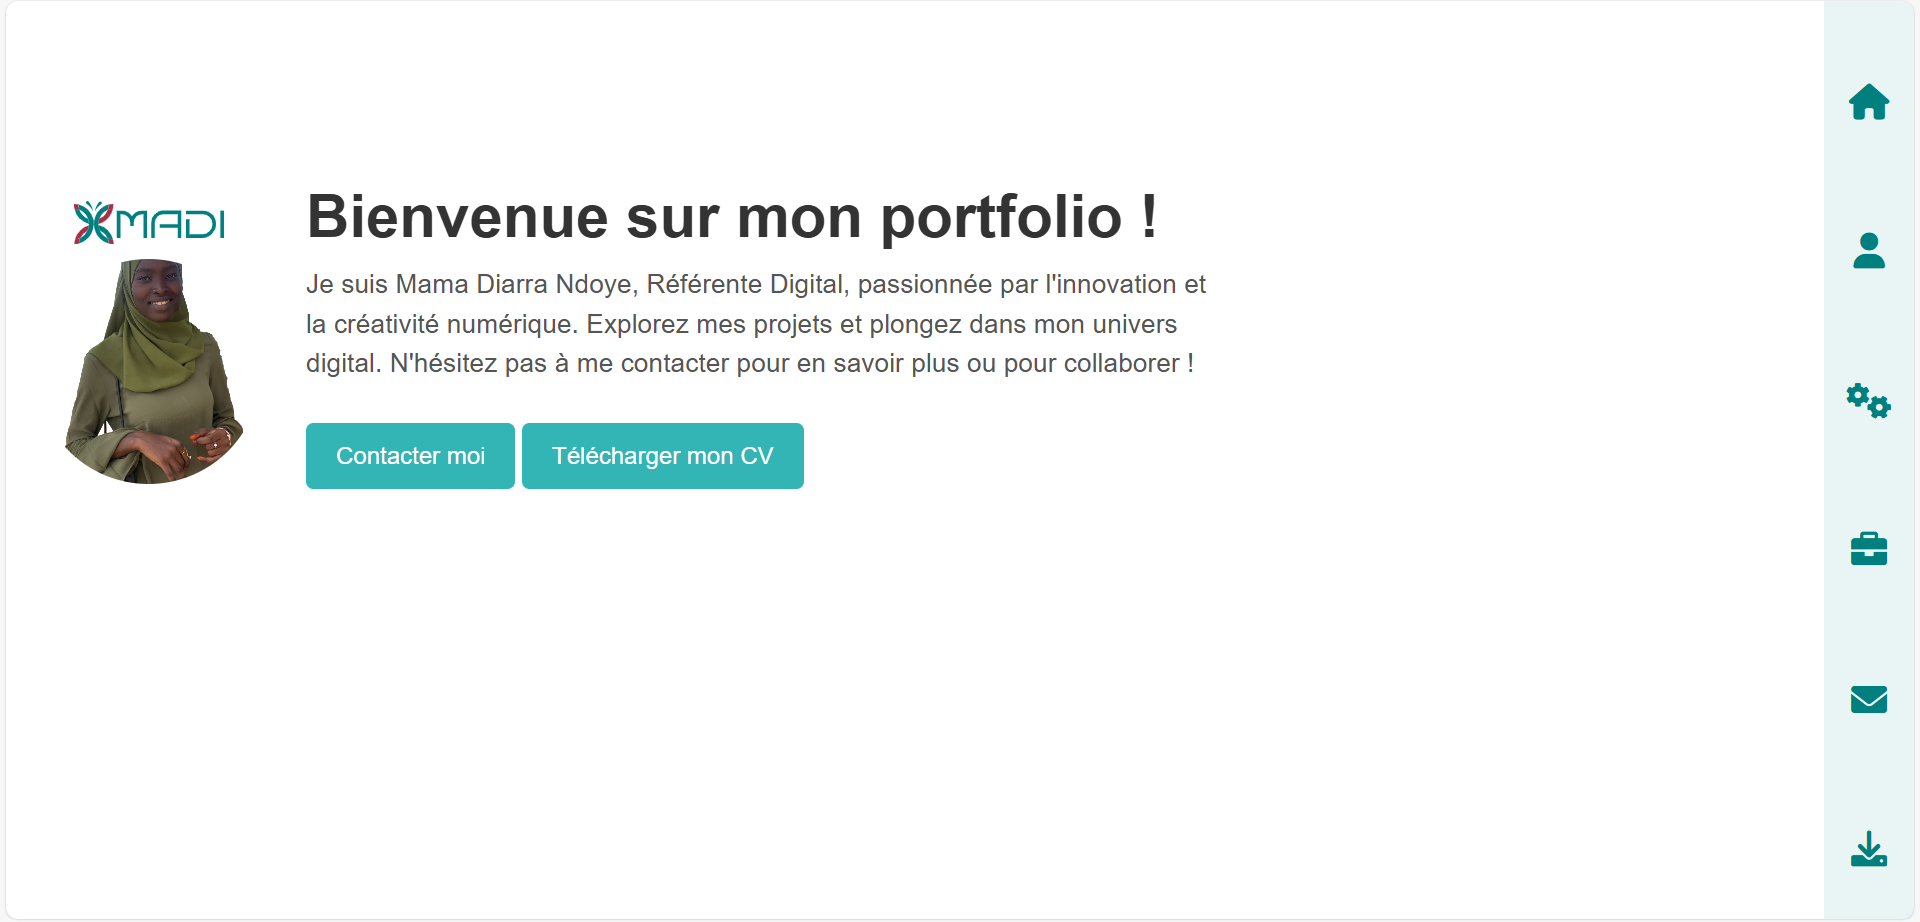 MADI
Bienvenue sur mon portfolio !
Je suis Mama Diarra Ndoye, Référente Digital, passionnée par l'innovation et
la créativité numérique. Explorez mes projets et plongez dans mon univers
digital. N'hésitez pas à me contacter pour en savoir plus ou pour collaborer !
Contacter moi
Télécharger mon CV